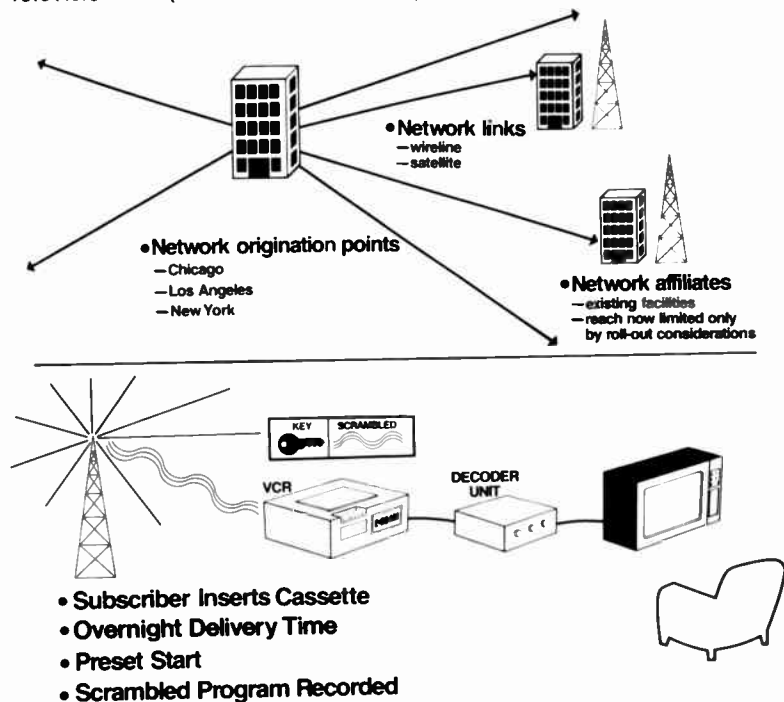 • Network links
– wireline
– satellite
• Network origination points
– Chicago
– Los Angeles
– New York
• Network affiliates
– existing facilities
– reach now limited only
by roll-out considerations
KEY
SCRAMBLED
VCR
DECODER
UNIT
• Subscriber Inserts Cassette
• Overnight Delivery Time
• Preset Start
• Scrambled Program Recorded